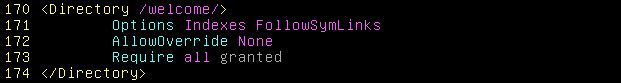 170 <Directory /welcome/>
171         Options Indexes FollowSymLinks
172         AllowOverride None
173         Require all granted
174 </Directory>